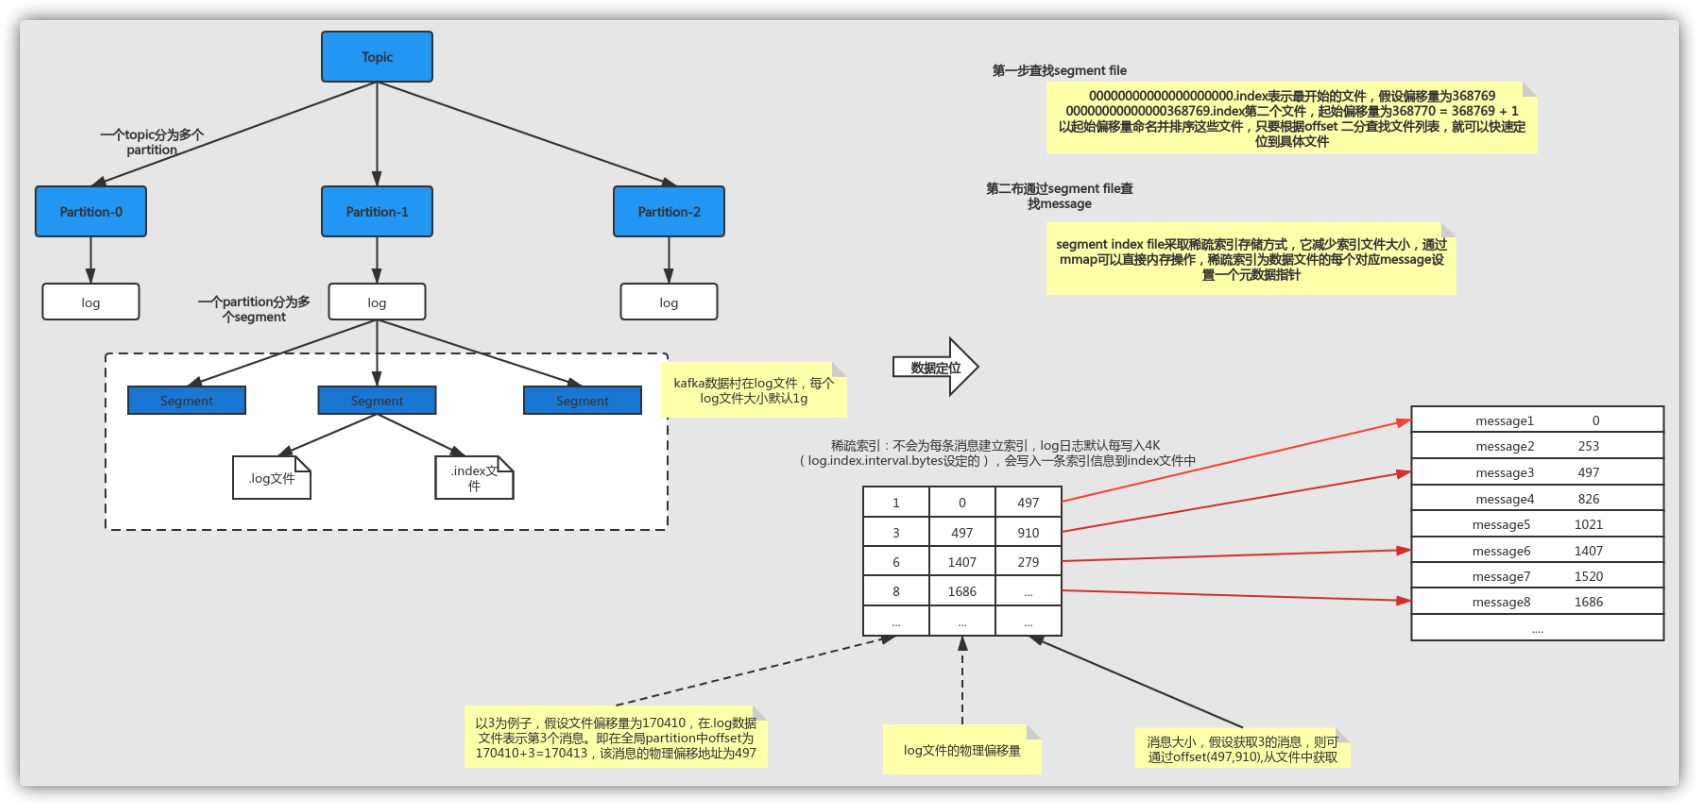 Topic
一个topic分为多个
partition
Partition-0
Partition-1
Partition-2
log
log
log
一个partition分为多
个segment
Segment
Segment
Segment
.log文件
.index文
件
kafka数据村在log文件，每个
log文件大小默认1g
数据定位
第一步查找segment file
00000000000000000000.index表示最开始的文件，假设偏移量为368769
00000000000000368769.index第二个文件，起始偏移量为368770 = 368769 + 1
以起始偏移量命名并排序这些文件，只要根据offset 二分查找文件列表，就可以快速定
位到具体文件
第二布通过segment file查
找message
segment index file采取稀疏索引存储方式，它减少索引文件大小，通过
mmap可以直接内存操作，稀疏索引为数据文件的每个对应message设
置一个元数据指针
稀疏索引：不会为每条消息建立索引，log日志默认每写入4K
（log.index.interval.bytes设定的），会写入一条索引信息到index文件中
1 0 497
3 497 910
6 1407 279
8 1686 ...
... ... ...
message1 0
message2 253
message3 497
message4 826
message5 1021
message6 1407
message7 1520
message8 1686
....
以3为例子，假设文件偏移量为170410，在.log数据
文件表示第3个消息。即在全局partition中offset为
170410+3=170413，该消息的物理偏移地址为497
log文件的物理偏移量
消息大小，假设获取3的消息，则可
通过offset(497,910),从文件中获取